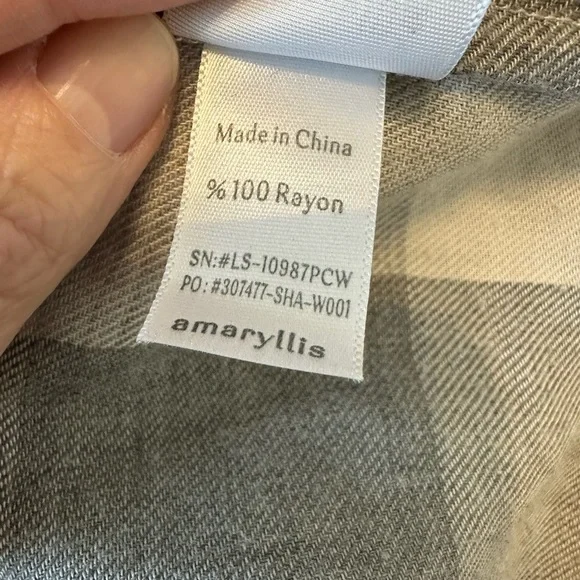 Made in China
% 100 Rayon
SN:#LS-10987PCW
PO: #307477-SHA-W001
amaryllis